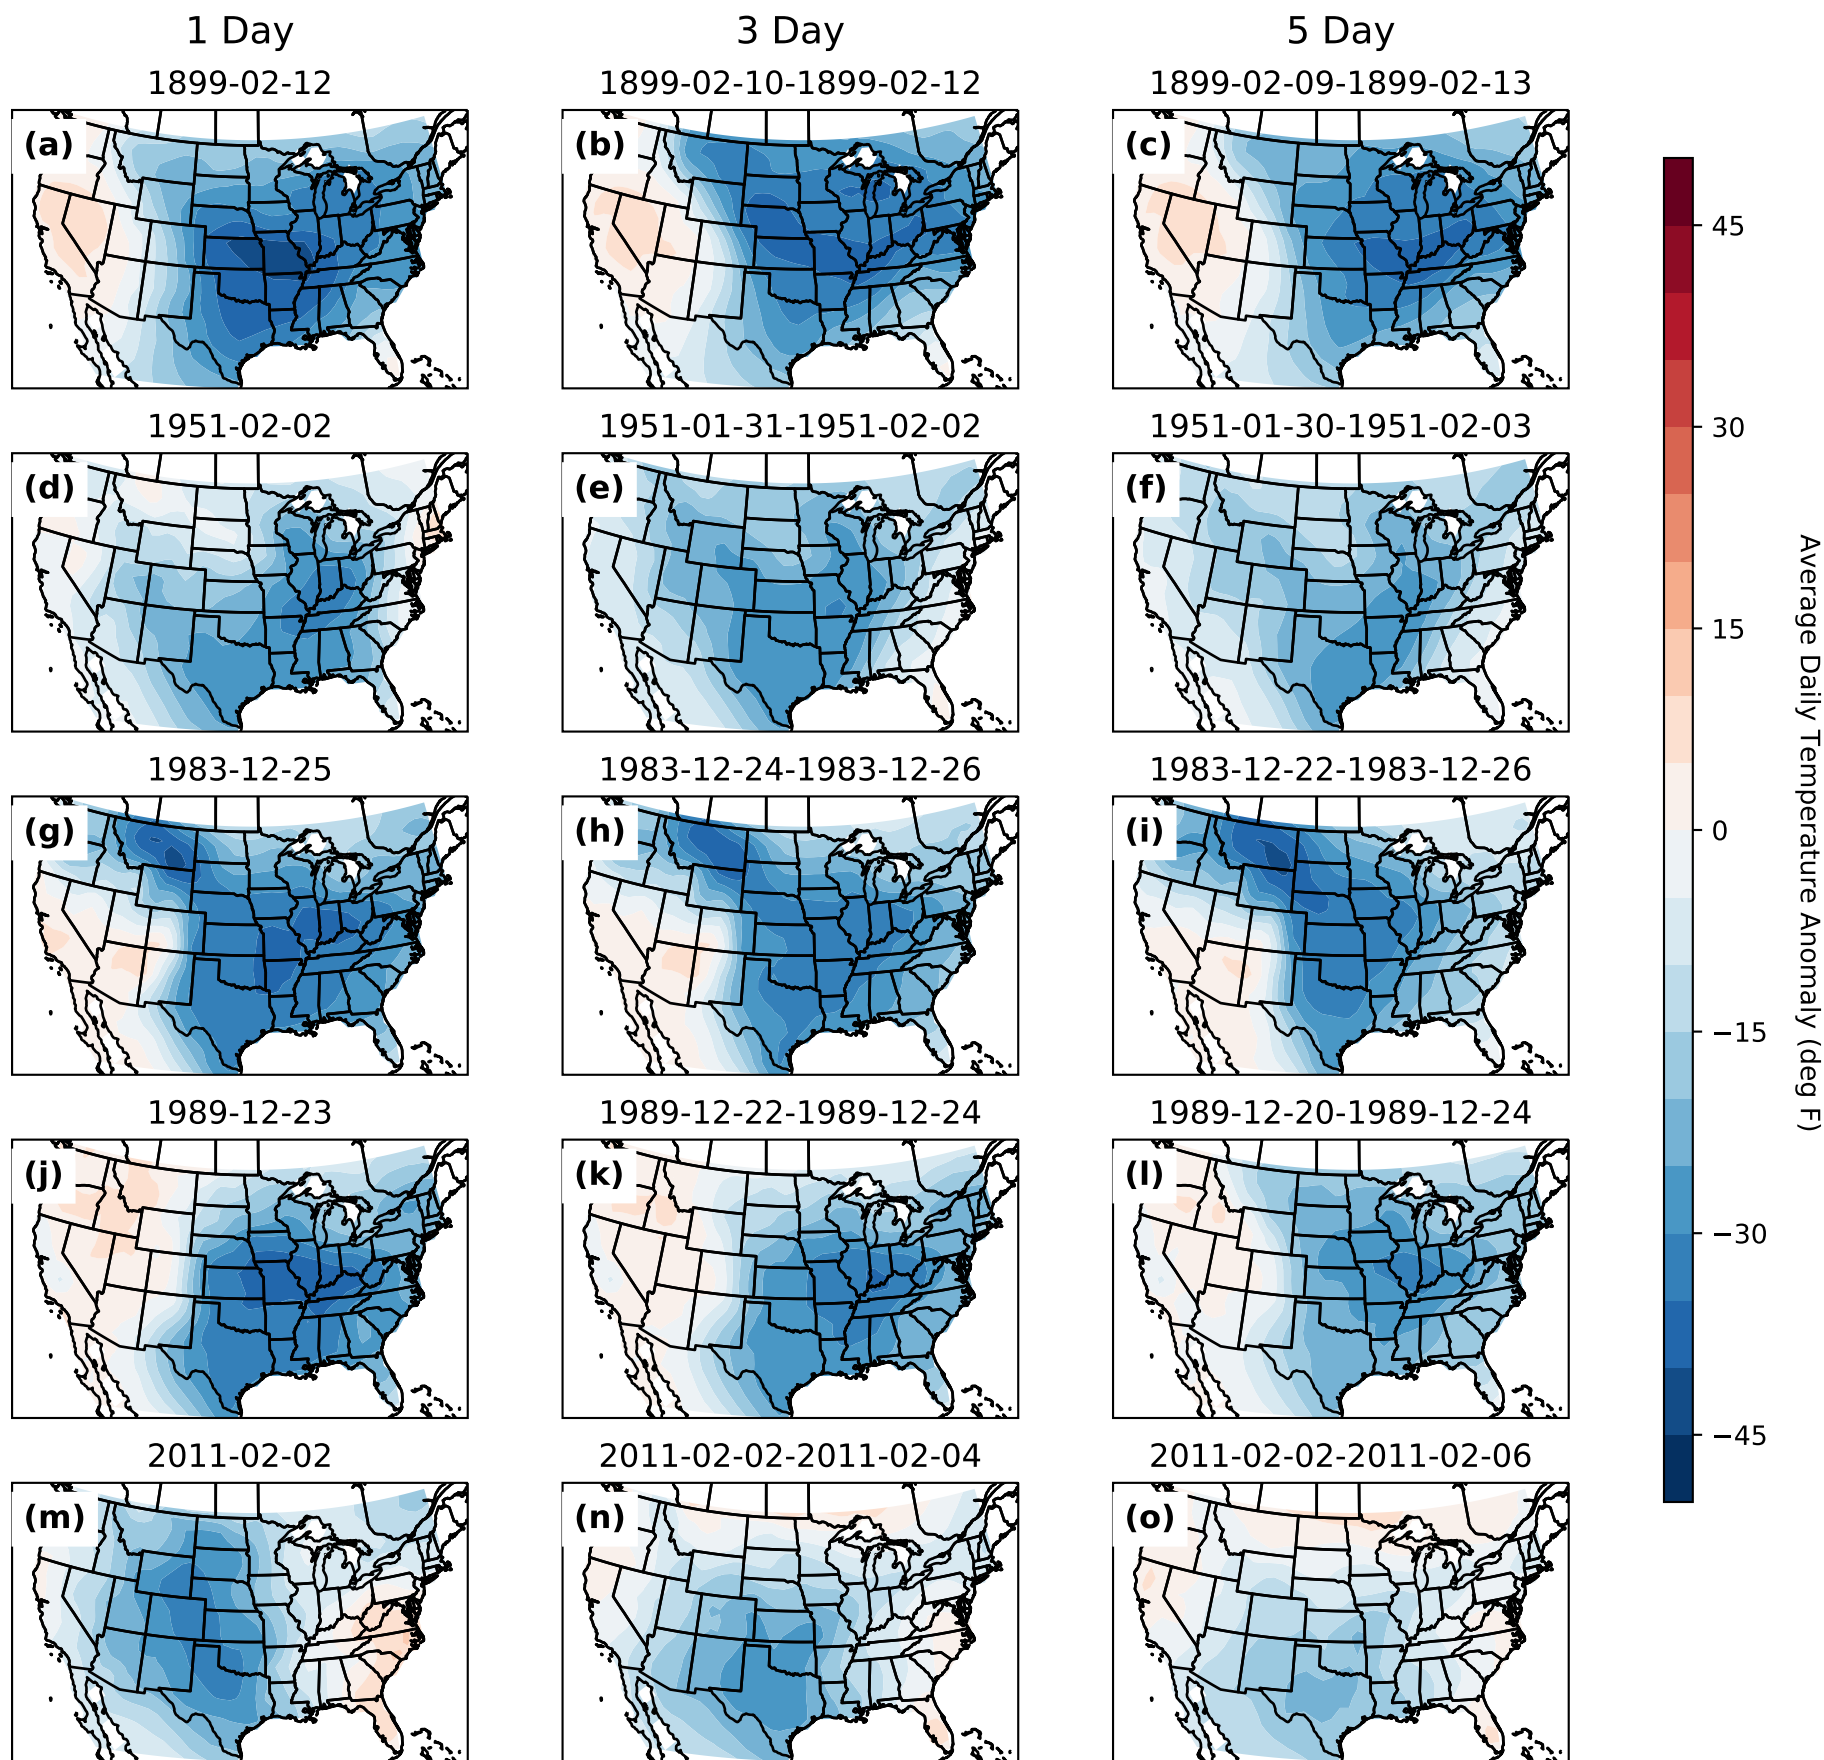 1 Day
3 Day
5 Day
1899-02-12
1899-02-10-1899-02-12
1899-02-09-1899-02-13
(a)
(b)
(c)
1951-02-02
1951-01-31-1951-02-02
1951-01-30-1951-02-03
(d)
(e)
(f)
1983-12-25
1983-12-24-1983-12-26
1983-12-22-1983-12-26
(g)
(h)
(i)
1989-12-23
1989-12-22-1989-12-24
1989-12-20-1989-12-24
(j)
(k)
(l)
2011-02-02
2011-02-02-2011-02-04
2011-02-02-2011-02-06
(m)
(n)
(o)
45
30
15
0
−15
−30
−45
Average Daily Temperature Anomaly (deg F)